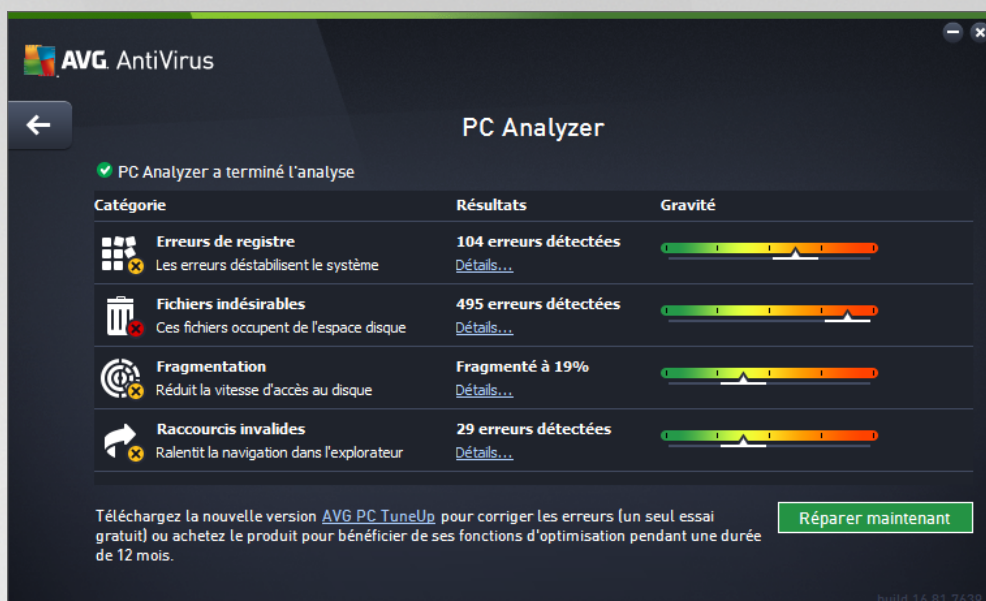 AVG. AntiVirus
PC Analyzer
PC Analyzer a terminé l'analyse
Catégorie Résultats Gravité
Erreurs de registre 104 erreurs détectées
Les erreurs déstabilisent le système Détails...
Fichiers indésirables 495 erreurs détectées
Ces fichiers occupent de l'espace disque Détails...
Fragmentation Fragmenté à 19%
Réduit la vitesse d'accès au disque Détails...
Raccourcis invalides 29 erreurs détectées
Ralentit la navigation dans l'explorateur Détails...
Téléchargez la nouvelle version AVG PC TuneUp pour corriger les erreurs (un seul essai
gratuit) ou achetez le produit pour bénéficier de ses fonctions d'optimisation pendant une durée
de 12 mois.
Réparer maintenant
build 16.81.7639